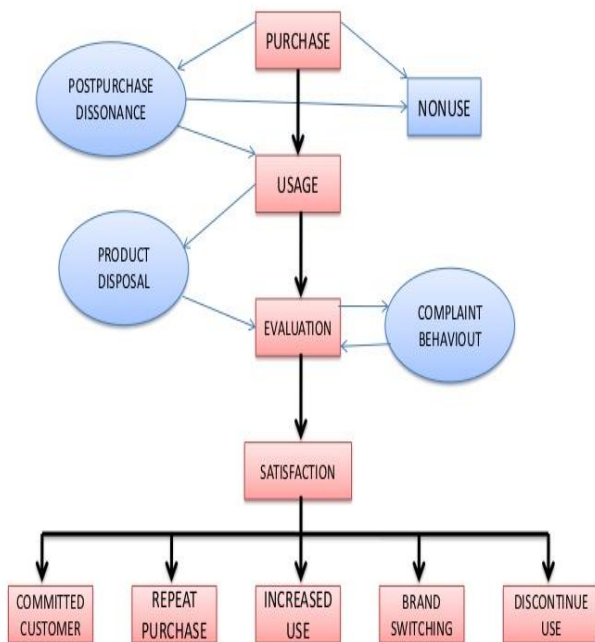 PURCHASE
POSTPURCHASE
DISSONANCE
NONUSE
USAGE
PRODUCT
DISPOSAL
EVALUATION
COMPLAINT
BEHAVIOUT
SATISFACTION
COMMITTED
CUSTOMER
REPEAT
PURCHASE
INCREASED
USE
BRAND
SWITCHING
DISCONTINUE
USE